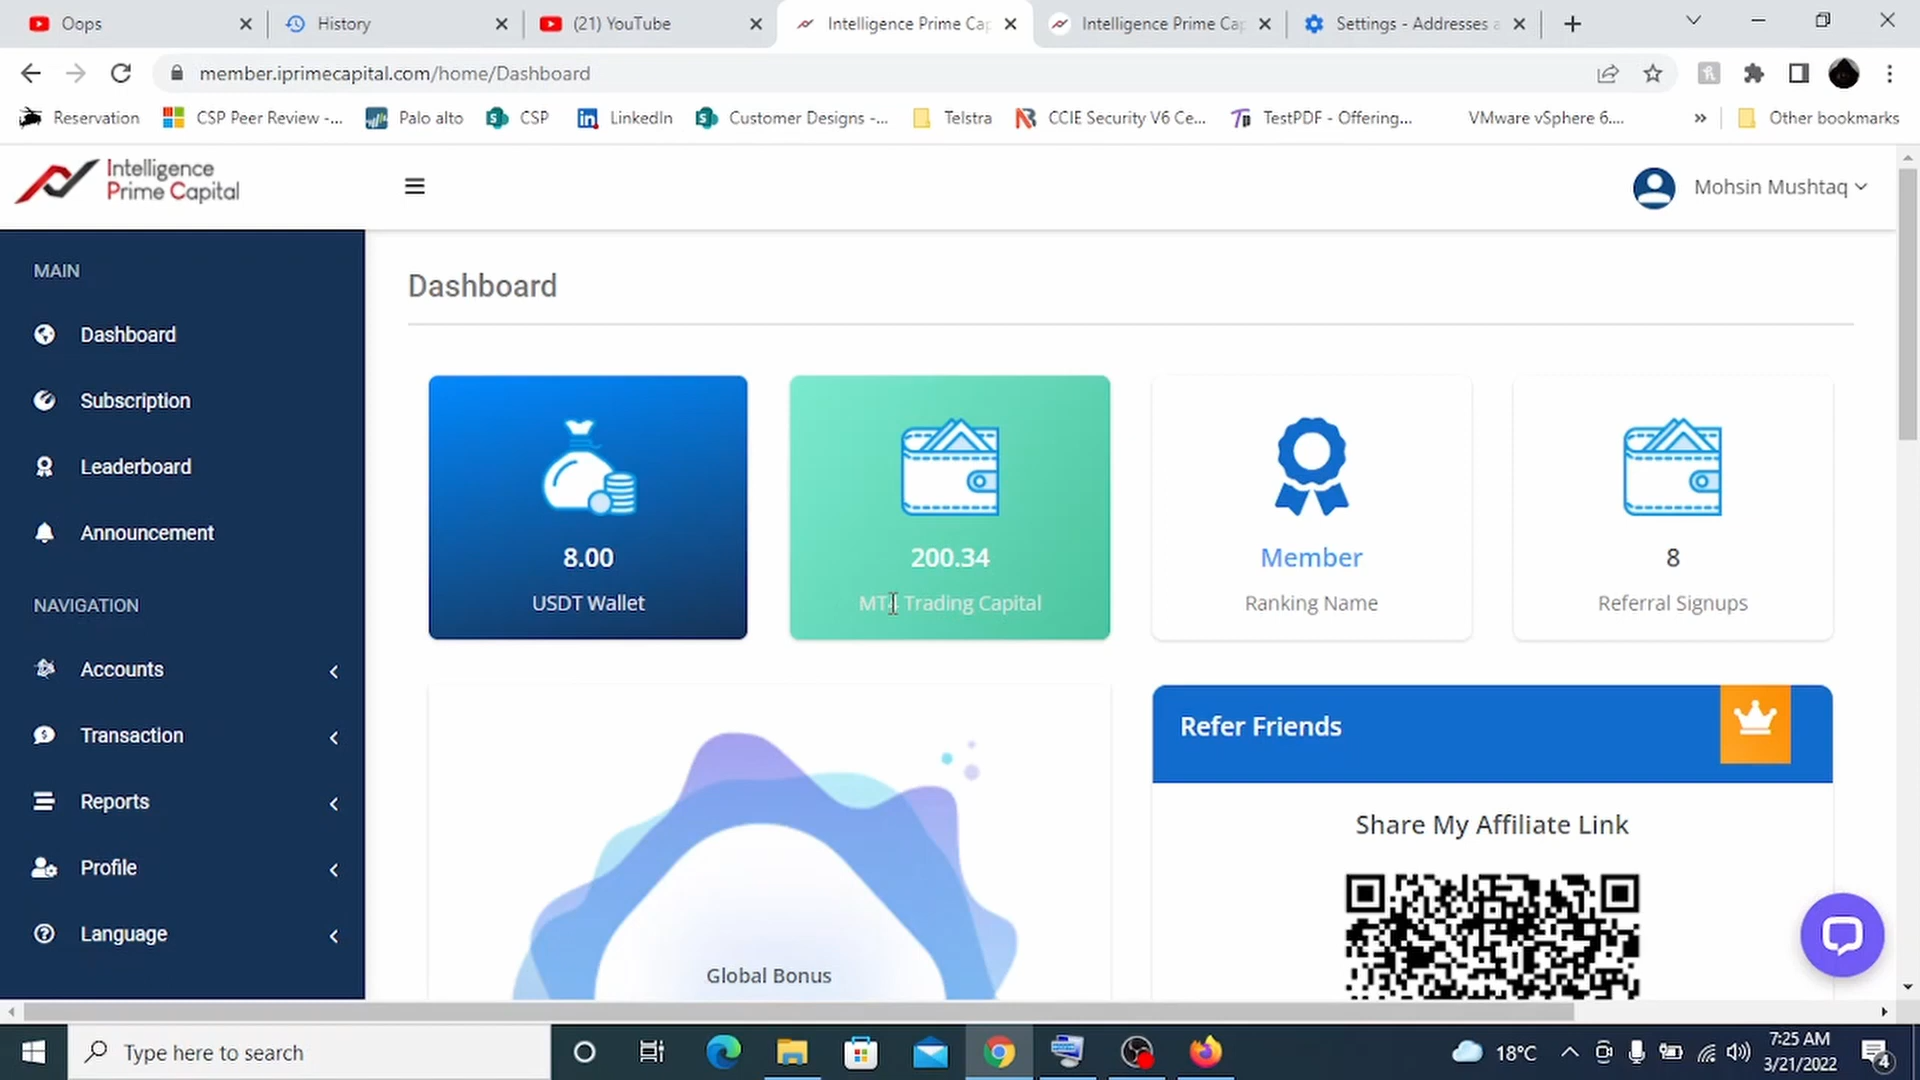 Oops
History
(21) YouTube
Intelligence Prime Cap
Intelligence Prime Cap
Settings - Addresses a
member.iprimecapital.com/home/Dashboard
Reservation
CSP Peer Review -...
Palo alto
CSP
LinkedIn
Customer Designs -...
Telstra
CCIE Security V6 Ce...
TestPDF - Offering...
VMware vSphere 6....
Other bookmarks
Intelligence
Prime Capital
Mohsin Mushtaq
MAIN
Dashboard
Subscription
Leaderboard
Announcement
NAVIGATION
Accounts
Transaction
Reports
Profile
Language
Dashboard
8.00
USDT Wallet
200.34
Trading Capital
Member
Ranking Name
8
Referral Signups
Global Bonus
Refer Friends
Share My Affiliate Link
Type here to search
18°C
7:25 AM
3/21/2022
4